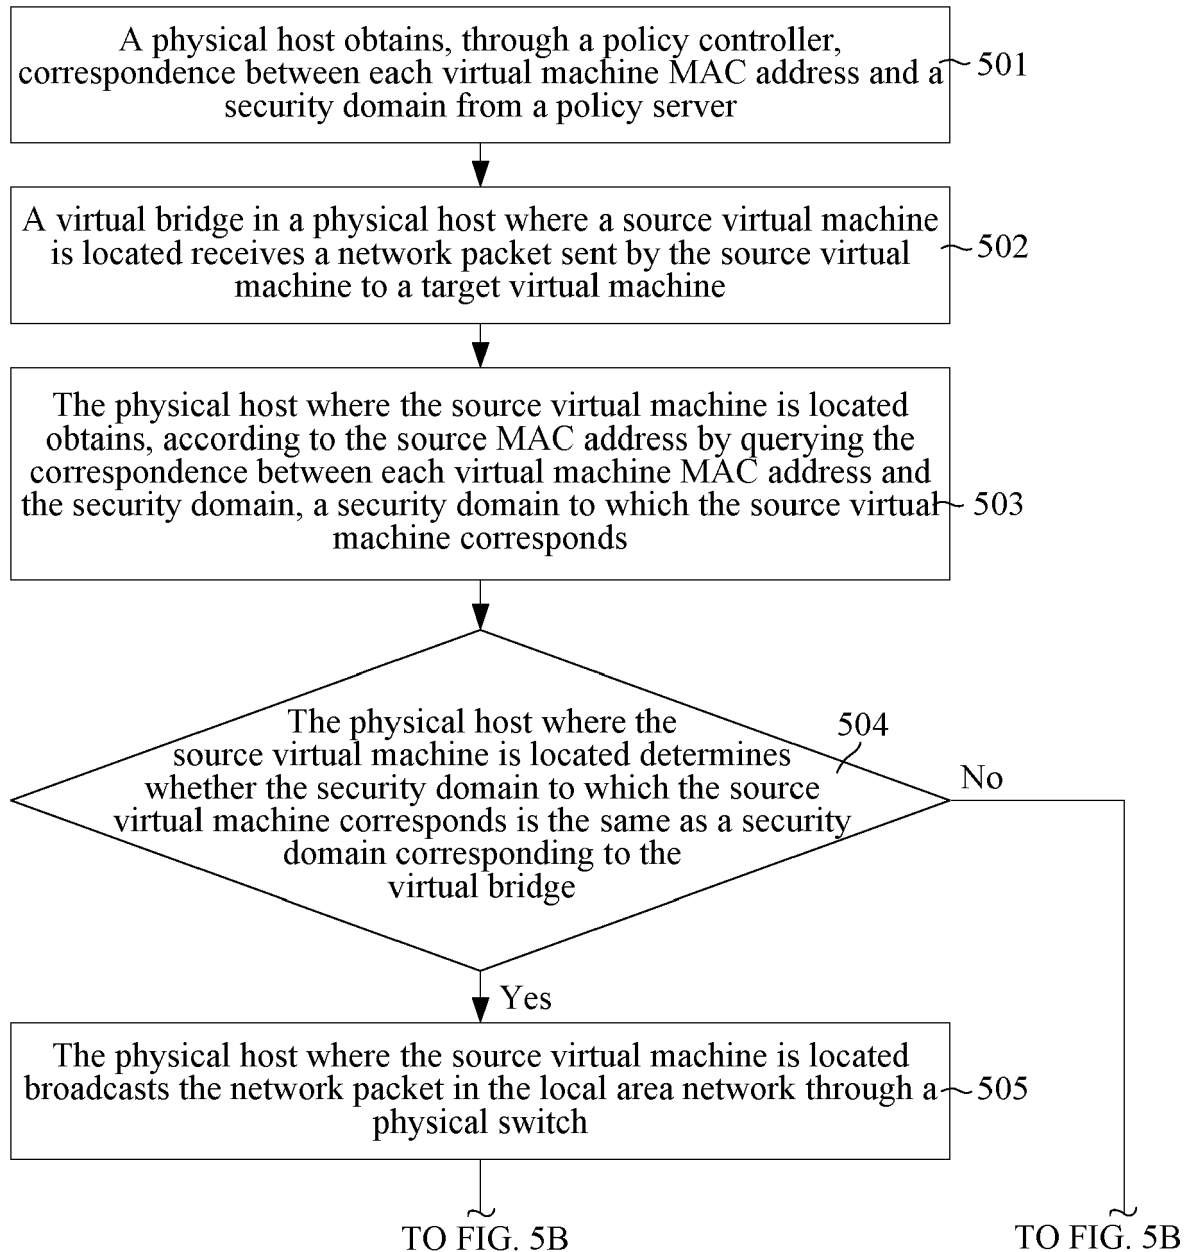 A physical host obtains, through a policy controller,
correspondence between each virtual machine MAC address and a
security domain from a policy server
501
A virtual bridge in a physical host where a source virtual machine
is located receives a network packet sent by the source virtual
machine to a target virtual machine
502
The physical host where the source virtual machine is located
obtains, according to the source MAC address by querying the
correspondence between each virtual machine MAC address and
the security domain, a security domain to which the source virtual
machine corresponds
503
The physical host where the
source virtual machine is located determines
whether the security domain to which the source
virtual machine corresponds is the same as a security
domain corresponding to the
virtual bridge
504
No
Yes
The physical host where the source virtual machine is located
broadcasts the network packet in the local area network through a
physical switch
505
TO FIG. 5B
TO FIG. 5B